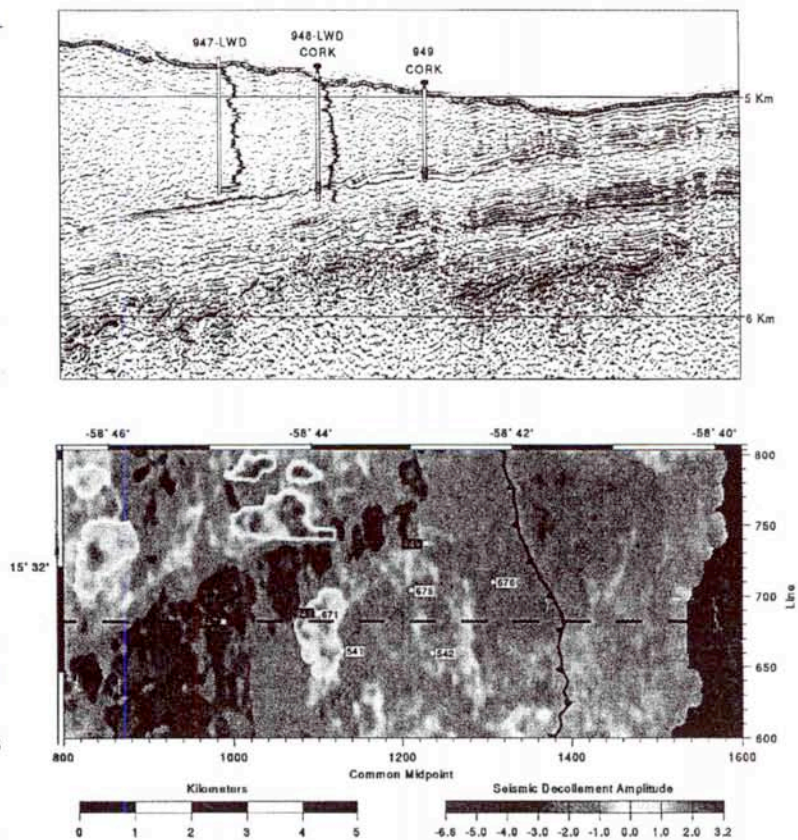 947-LWD
948-LWD
CORK
949
CORK
5 Km
6 Km
-58° 46' -58° 44' -58° 42' -58° 40'
15° 32'
800
750
700
650
600
Line
676
675
671
541
540
800 1000 1200 1400 1600
Common Midpoint
Kilometers
0 1 2 3 4 5
Seismic Decollement Amplitude
-6.6 -5.0 -4.0 -3.0 -2.0 -1.0 0.0 1.0 2.0 3.2